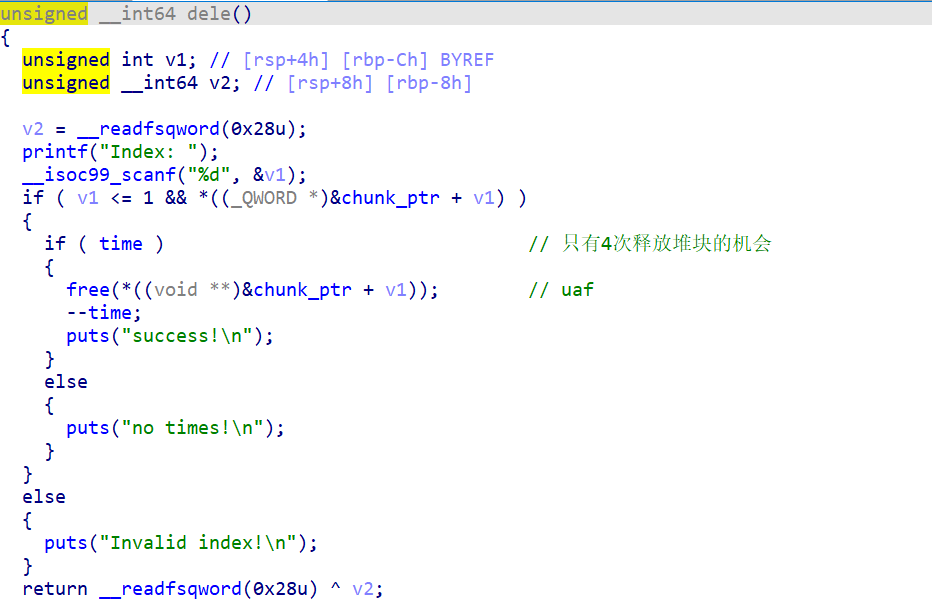 unsigned __int64 dele()
{
  unsigned int v1; // [rsp+4h] [rbp-Ch] BYREF
  unsigned __int64 v2; // [rsp+8h] [rbp-8h]

  v2 = __readfsqword(0x28u);
  printf("Index: ");
  __isoc99_scanf("%d", &v1);
  if ( v1 <= 1 && *((_QWORD *)&chunk_ptr + v1) )
  {
    if ( time )                                 // 只有4次释放堆块的机会
    {
      free(*((void **)&chunk_ptr + v1));        // uaf
      --time;
      puts("success!\n");
    }
    else
    {
      puts("no times!\n");
    }
  }
  else
  {
    puts("Invalid index!\n");
  }
  return __readfsqword(0x28u) ^ v2;